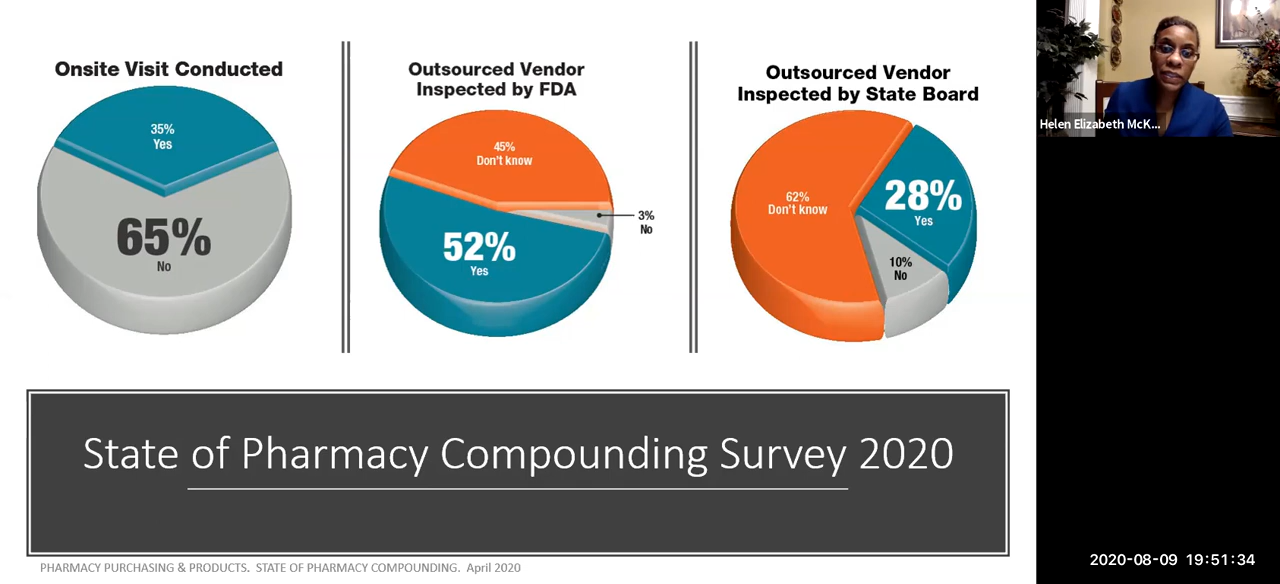 Onsite Visit Conducted
35%
Yes
65%
No
Outsourced Vendor
Inspected by FDA
45%
Don't know
3%
No
52%
Yes
Outsourced Vendor
Inspected by State Board
62%
Don't know
28%
Yes
10%
No
State of Pharmacy Compounding Survey 2020
PHARMACY PURCHASING & PRODUCTS. STATE OF PHARMACY COMPOUNDING. April 2020
Helen Elizabeth McK...
2020-08-09 19:51:34